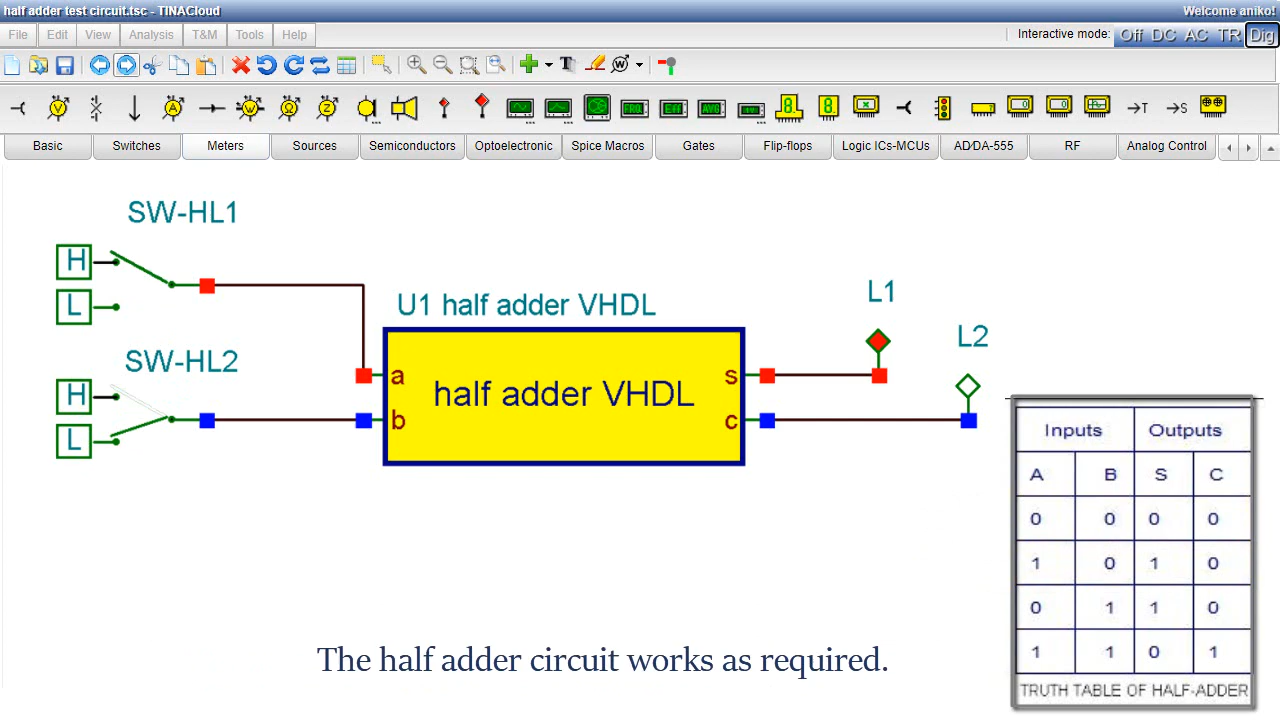 half adder test circuit.tsc - TINACloud
Welcome aniko!
File Edit View Analysis T&M Tools Help
Interactive mode: Off DC AC TR Dig
Basic Switches Meters Sources Semiconductors Optoelectronic Spice Macros Gates Flip-flops Logic ICs-MCUs AD/DA-555 RF Analog Control
SW-HL1
H
L
SW-HL2
H
L
U1 half adder VHDL
a
b
half adder VHDL
s
c
L1
L2
Inputs Outputs
A B S C
0 0 0 0
1 0 1 0
0 1 1 0
1 1 0 1
TRUTH TABLE OF HALF-ADDER
The half adder circuit works as required.